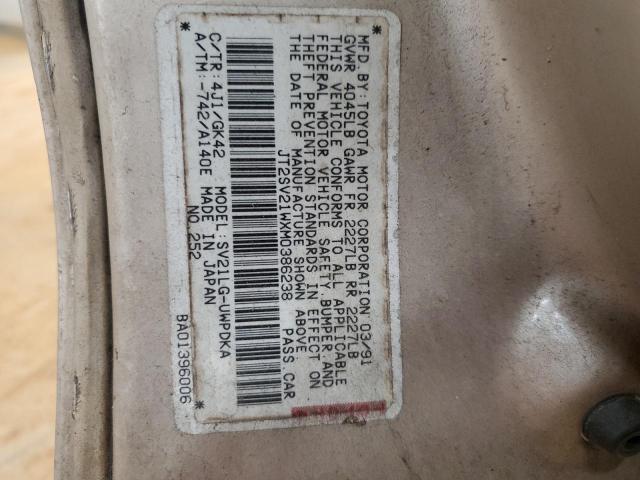 MFD. BY: TOYOTA MOTOR CORPORATION 03/91
GVWR 4045LB GAWR FR 2227LB RR 2227LB
THIS VEHICLE CONFORMS TO ALL APPLICABLE
FEDERAL MOTOR VEHICLE SAFETY, BUMPER AND
THEFT PREVENTION STANDARDS IN EFFECT ON
THE DATE OF MANUFACTURE SHOWN ABOVE.
JT2SV21WXM0386238 PASS.CAR
C/TR: 4J1/GK42 MODEL: SV21LG-UWPDKA
A/TM: -742/A140E MADE IN JAPAN
NO. 252
BA01396006